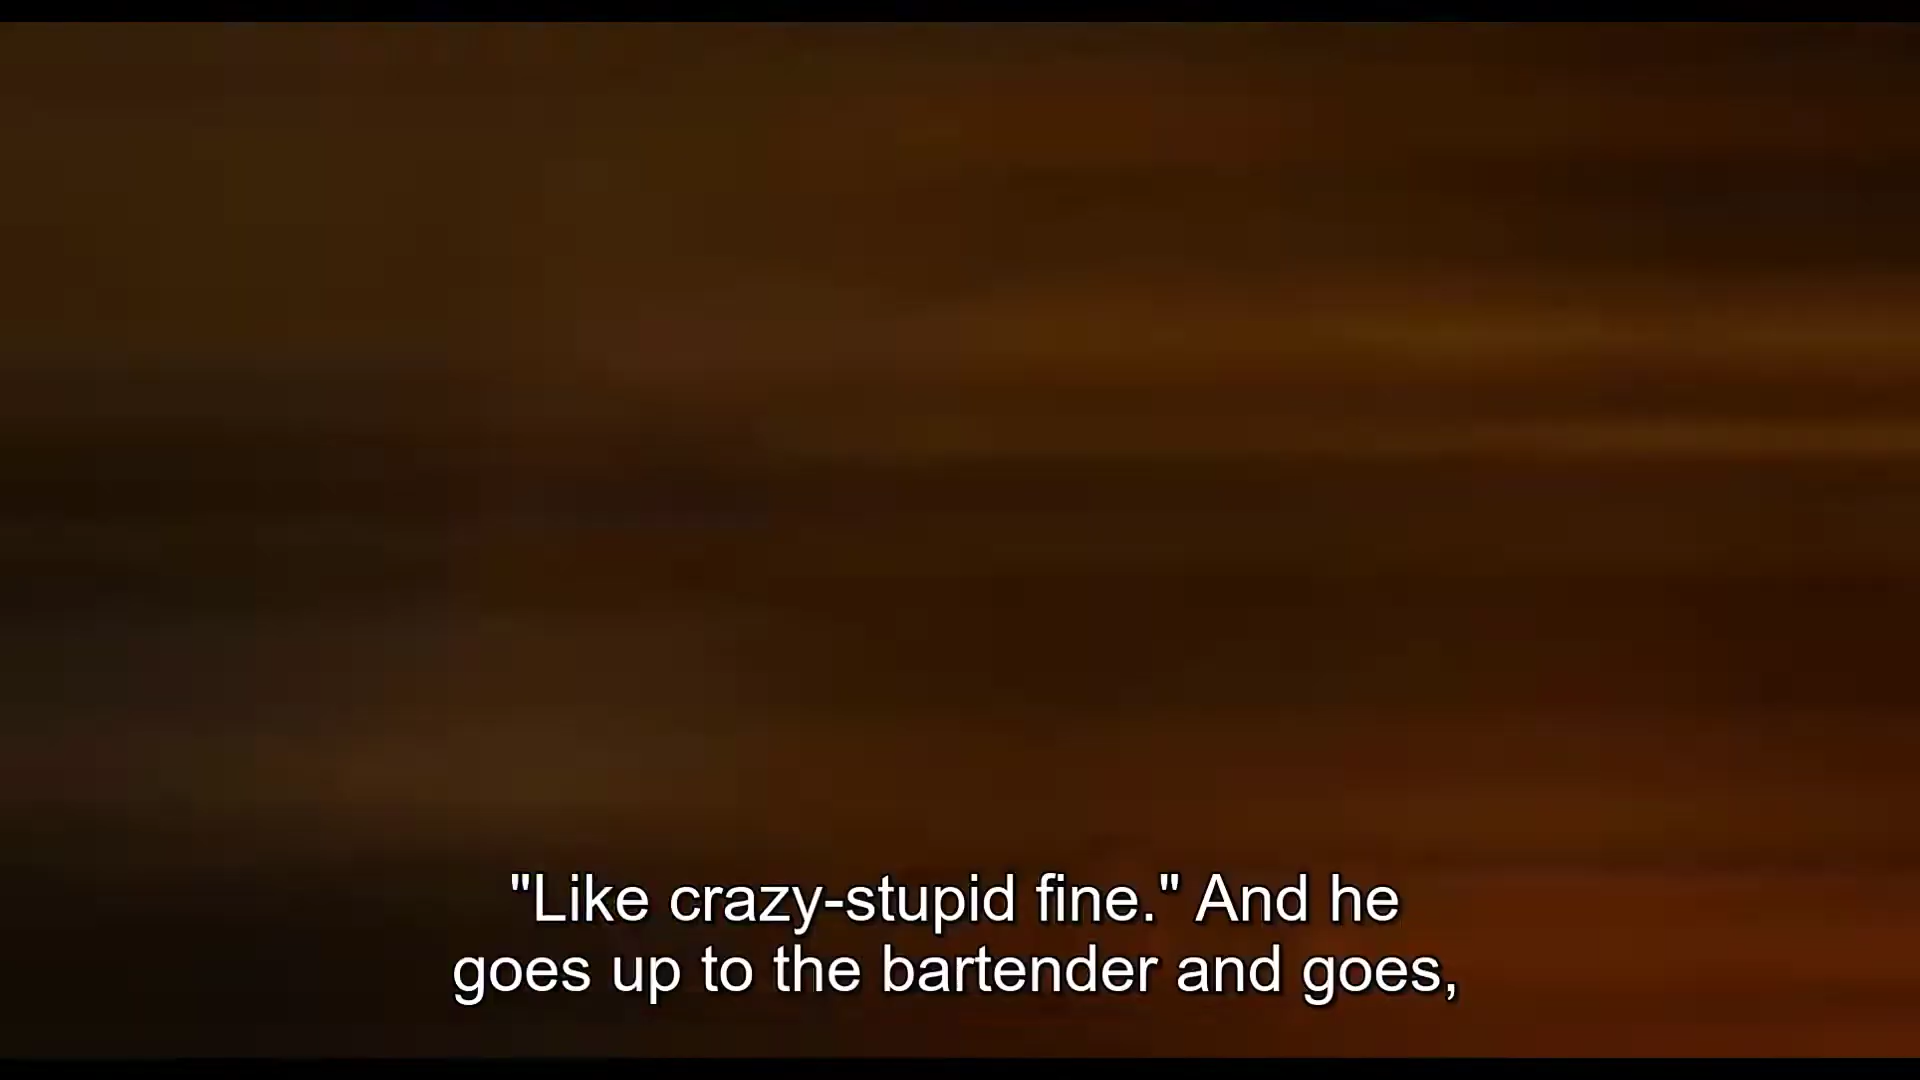 "Like crazy-stupid fine." And he
goes up to the bartender and goes,